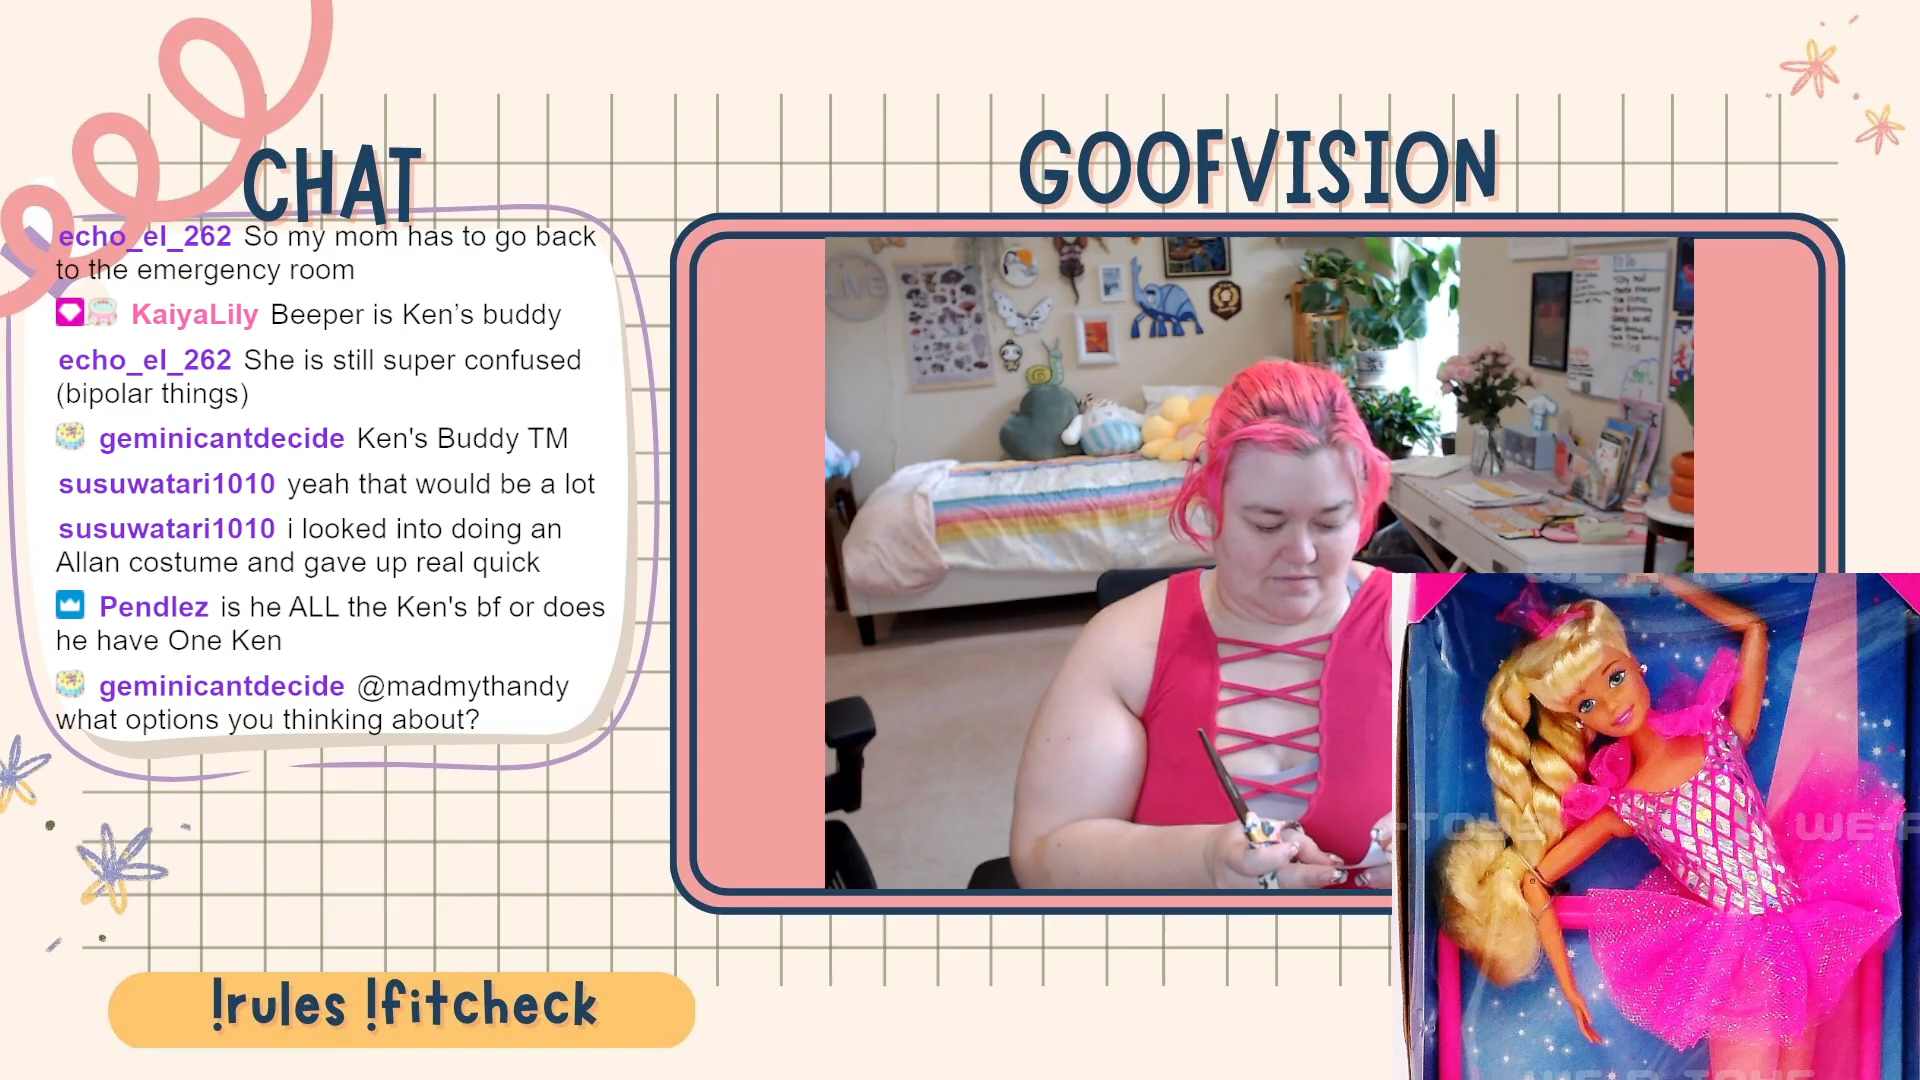 CHAT
GOOFVISION
echo_el_262 So my mom has to go back
to the emergency room
KaiyaLily Beeper is Ken’s buddy
echo_el_262 She is still super confused
(bipolar things)
geminicantdecide Ken's Buddy TM
susuwatari1010 yeah that would be a lot
susuwatari1010 i looked into doing an
Allan costume and gave up real quick
Pendlez is he ALL the Ken's bf or does
he have One Ken
geminicantdecide @madmythandy
what options you thinking about?
LIVE
!rules !fitcheck